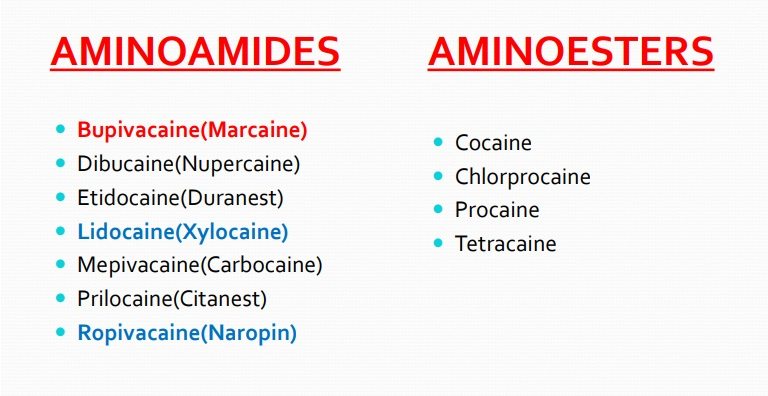 AMINOAMIDES
• Bupivacaine(Marcaine)
• Dibucaine(Nupercaine)
• Etidocaine(Duranest)
• Lidocaine(Xylocaine)
• Mepivacaine(Carbocaine)
• Prilocaine(Citanest)
• Ropivacaine(Naropin)
AMINOESTERS
• Cocaine
• Chlorprocaine
• Procaine
• Tetracaine